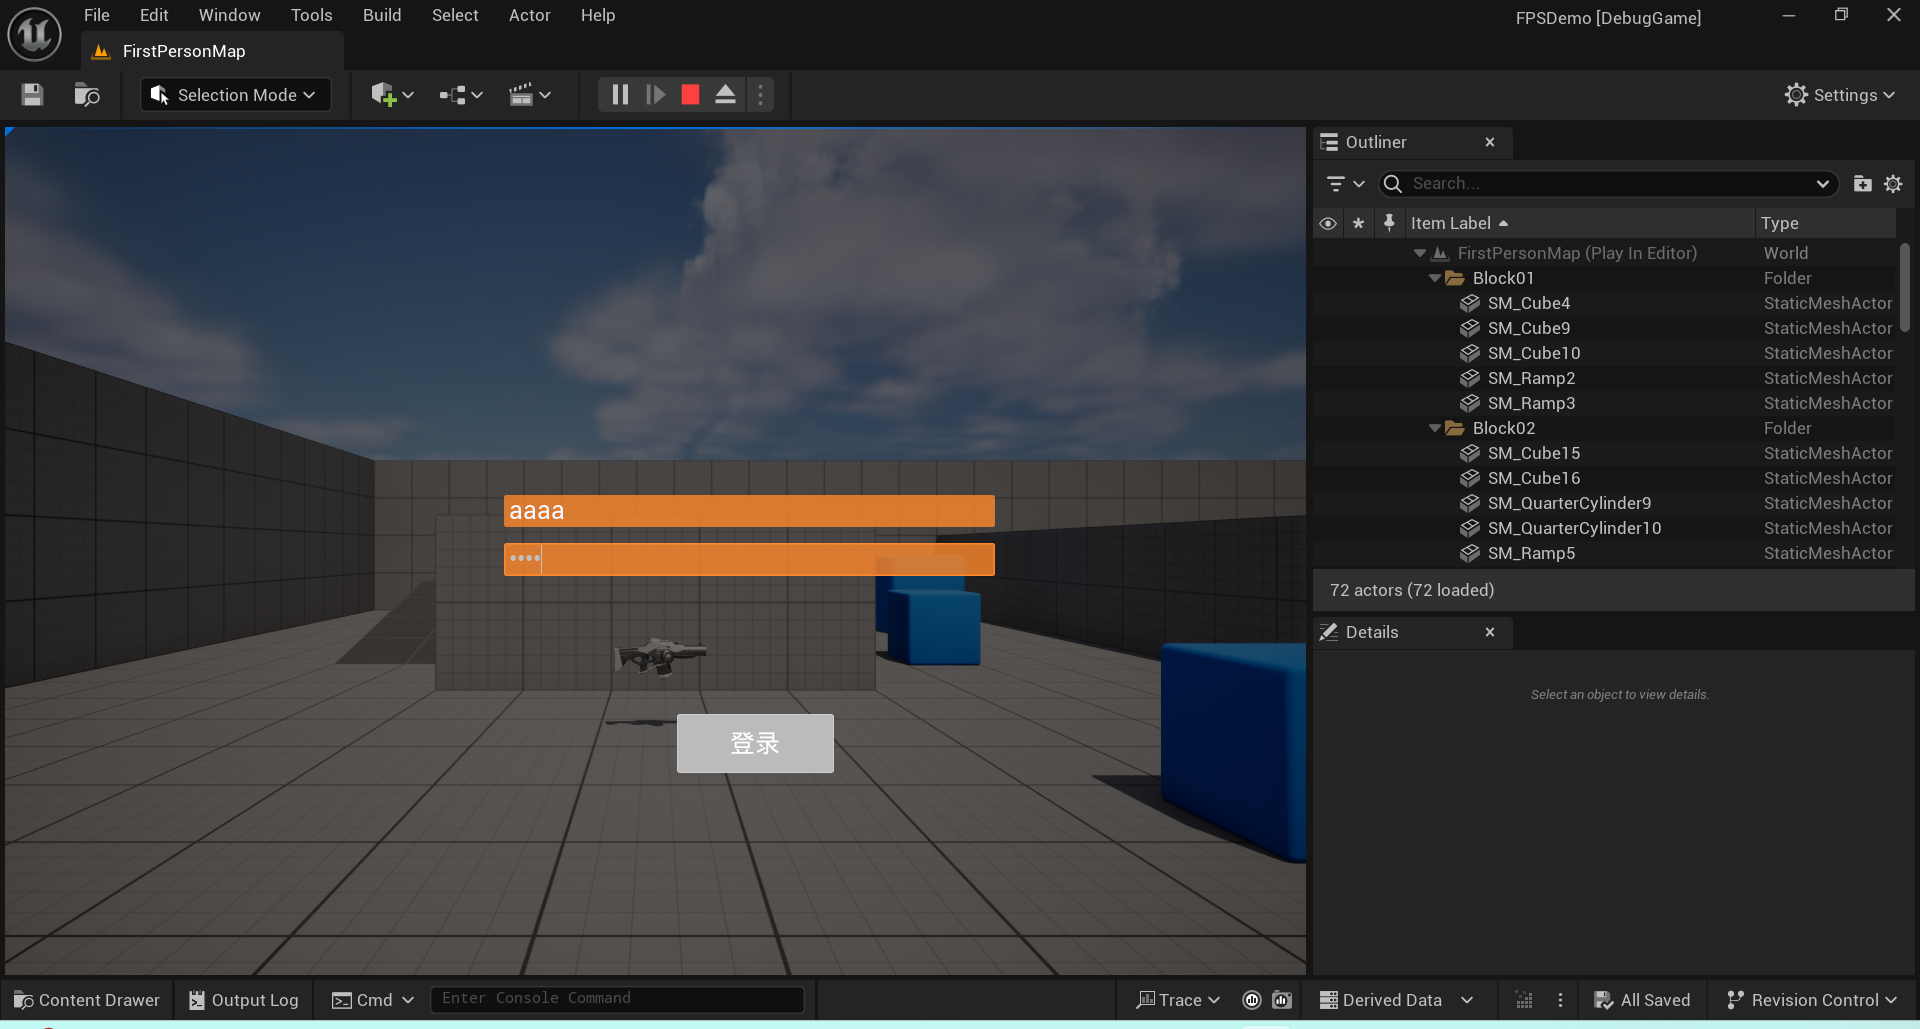 File Edit Window Tools Build Select Actor Help
FPSDemo [DebugGame]
FirstPersonMap
Selection Mode
Settings
Outliner
Search...
Item Label Type
FirstPersonMap (Play In Editor) World
Block01 Folder
SM_Cube4 StaticMeshActor
SM_Cube9 StaticMeshActor
SM_Cube10 StaticMeshActor
SM_Ramp2 StaticMeshActor
SM_Ramp3 StaticMeshActor
Block02 Folder
SM_Cube15 StaticMeshActor
SM_Cube16 StaticMeshActor
SM_QuarterCylinder9 StaticMeshActor
SM_QuarterCylinder10 StaticMeshActor
SM_Ramp5 StaticMeshActor
72 actors (72 loaded)
Details
Select an object to view details.
aaaa
••••
登录
Content Drawer Output Log Cmd Enter Console Command Trace Derived Data All Saved Revision Control